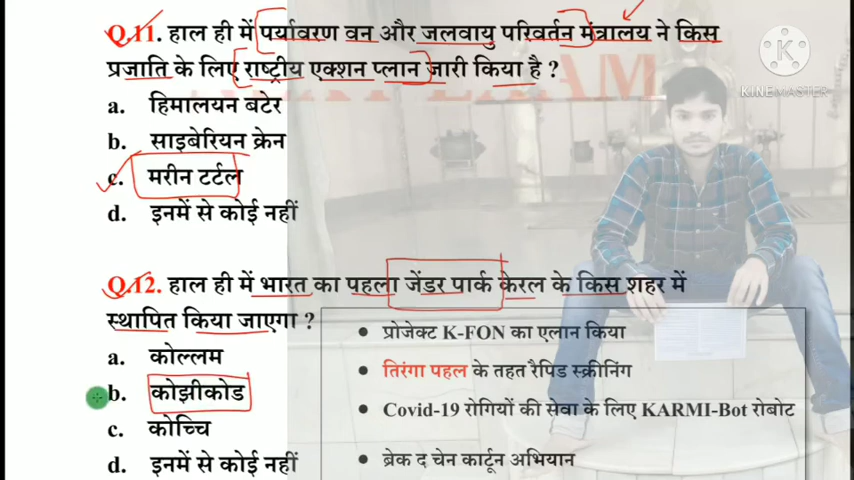 Q.11. हाल ही में पर्यावरण वन और जलवायु परिवर्तन मंत्रालय ने किस
प्रजाति के लिए राष्ट्रीय एक्शन प्लान जारी किया है ?
a. हिमालयन बटेर
b. साइबेरियन क्रेन
c. मरीन टर्टल
d. इनमें से कोई नहीं
K
KINEMASTER
Q.12. हाल ही में भारत का पहला जेंडर पार्क केरल के किस शहर में
स्थापित किया जाएगा ?
a. कोल्लम
b. कोझीकोड
c. कोच्चि
d. इनमें से कोई नहीं
• प्रोजेक्ट K-FON का एलान किया
• तिरंगा पहल के तहत रैपिड स्क्रीनिंग
• Covid-19 रोगियों की सेवा के लिए KARMI-Bot रोबोट
• ब्रेक द चेन कार्टून अभियान